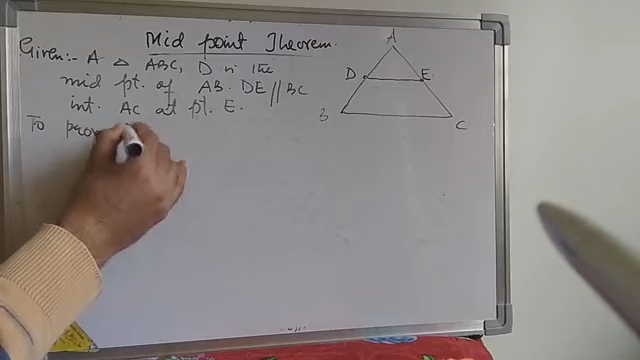 Mid point Theorem.
Given:- A △ ABC, D is the
mid pt. of AB. DE // BC
int. AC at pt. E.
To prov
A
D E
B C